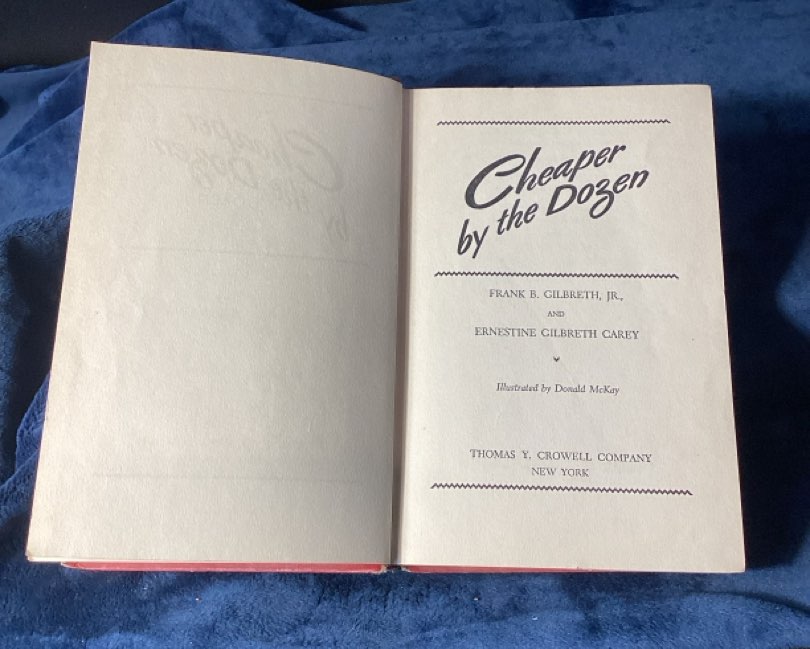 Cheaper
by the Dozen
FRANK B. GILBRETH, JR.,
AND
ERNESTINE GILBRETH CAREY
Illustrated by Donald McKay
THOMAS Y. CROWELL COMPANY
NEW YORK